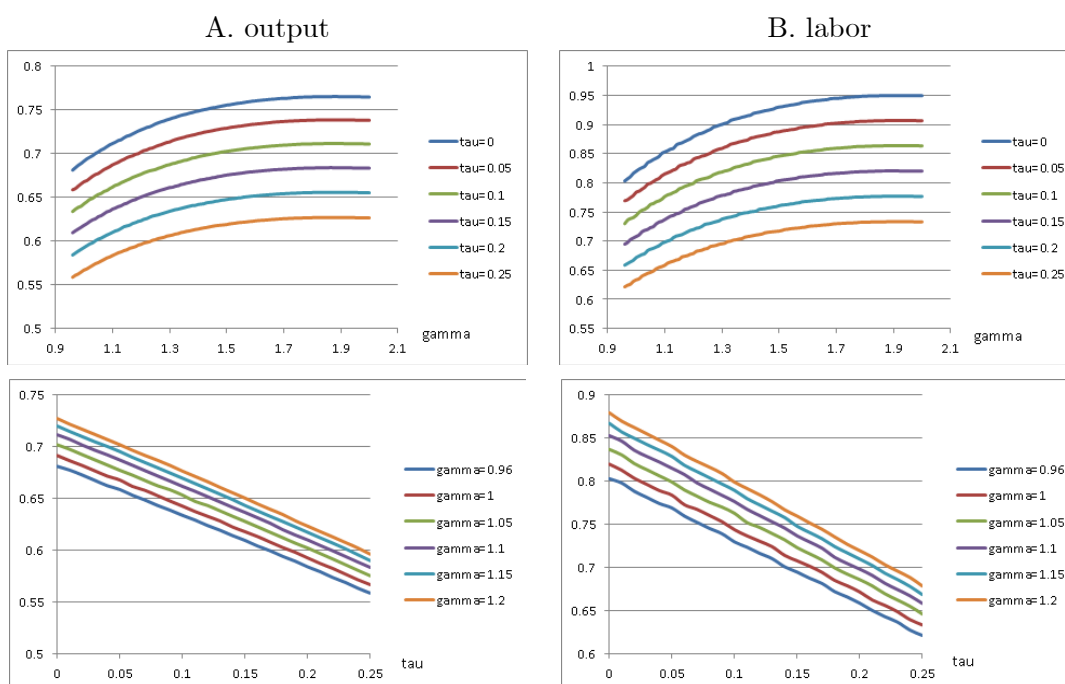 A. output
B. labor
0.8
0.75
0.7
0.65
0.6
0.55
0.5
0.9 1.1 1.3 1.5 1.7 1.9 2.1
gamma
tau=0
tau=0.05
tau=0.1
tau=0.15
tau=0.2
tau=0.25
1
0.95
0.9
0.85
0.8
0.75
0.7
0.65
0.6
0.55
0.9 1.1 1.3 1.5 1.7 1.9 2.1
gamma
tau=0
tau=0.05
tau=0.1
tau=0.15
tau=0.2
tau=0.25
0.75
0.7
0.65
0.6
0.55
0.5
0 0.05 0.1 0.15 0.2 0.25
tau
gamma=0.96
gamma=1
gamma=1.05
gamma=1.1
gamma=1.15
gamma=1.2
0.9
0.85
0.8
0.75
0.7
0.65
0.6
0 0.05 0.1 0.15 0.2 0.25
tau
gamma=0.96
gamma=1
gamma=1.05
gamma=1.1
gamma=1.15
gamma=1.2